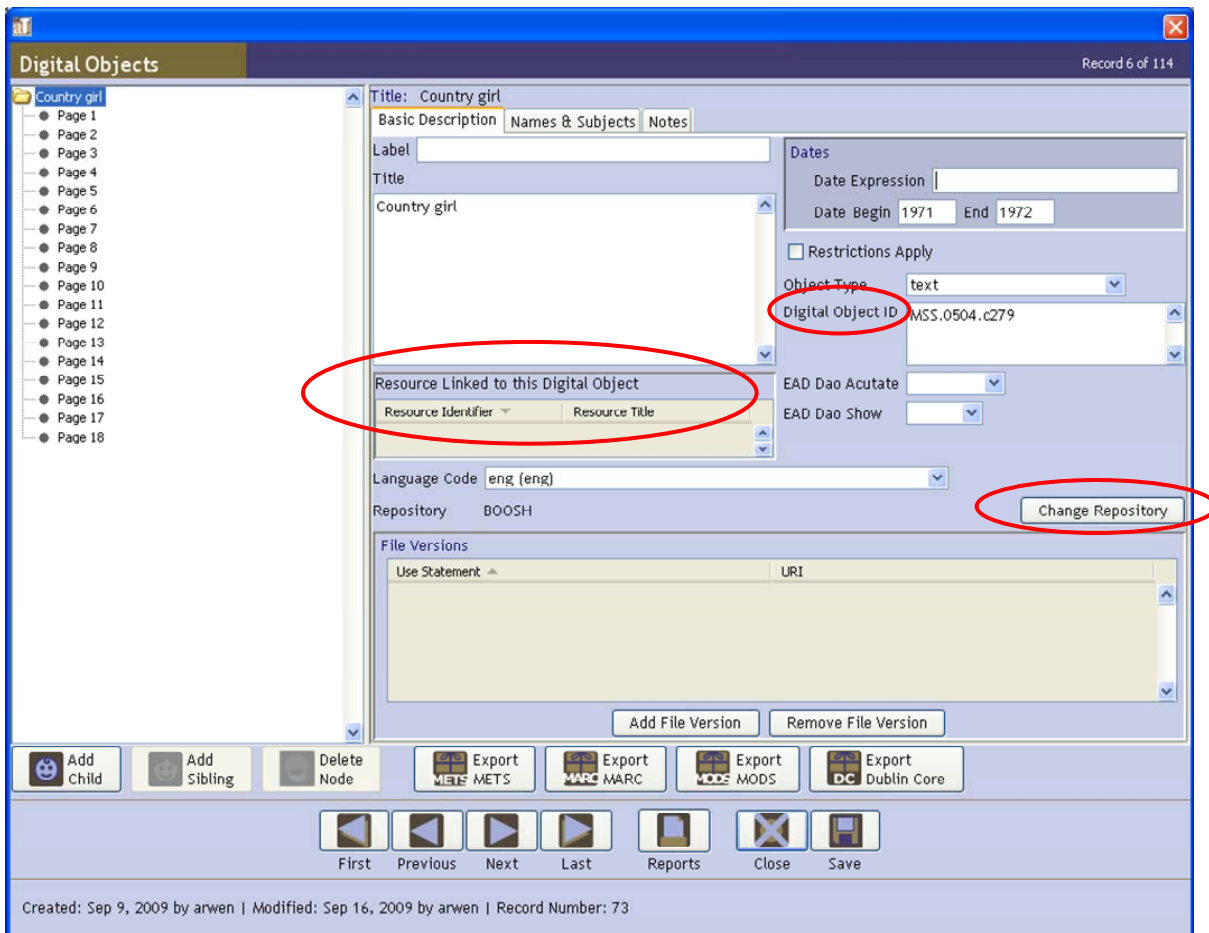 aT
Digital Objects
Record 6 of 114
Country girl
Page 1
Page 2
Page 3
Page 4
Page 5
Page 6
Page 7
Page 8
Page 9
Page 10
Page 11
Page 12
Page 13
Page 14
Page 15
Page 16
Page 17
Page 18
Title: Country girl
Basic Description Names & Subjects Notes
Label
Title
Country girl
Dates
Date Expression
Date Begin 1971 End 1972
Restrictions Apply
Object Type text
Digital Object ID MSS.0504.c279
Resource Linked to this Digital Object
Resource Identifier Resource Title
EAD Dao Acutate
EAD Dao Show
Language Code eng (eng)
Repository BOOSH
Change Repository
File Versions
Use Statement URI
Add File Version Remove File Version
Add Child
Add Sibling
Delete Node
METS Export METS
MARC Export MARC
MODS Export MODS
DC Export Dublin Core
First Previous Next Last Reports Close Save
Created: Sep 9, 2009 by arwen | Modified: Sep 16, 2009 by arwen | Record Number: 73